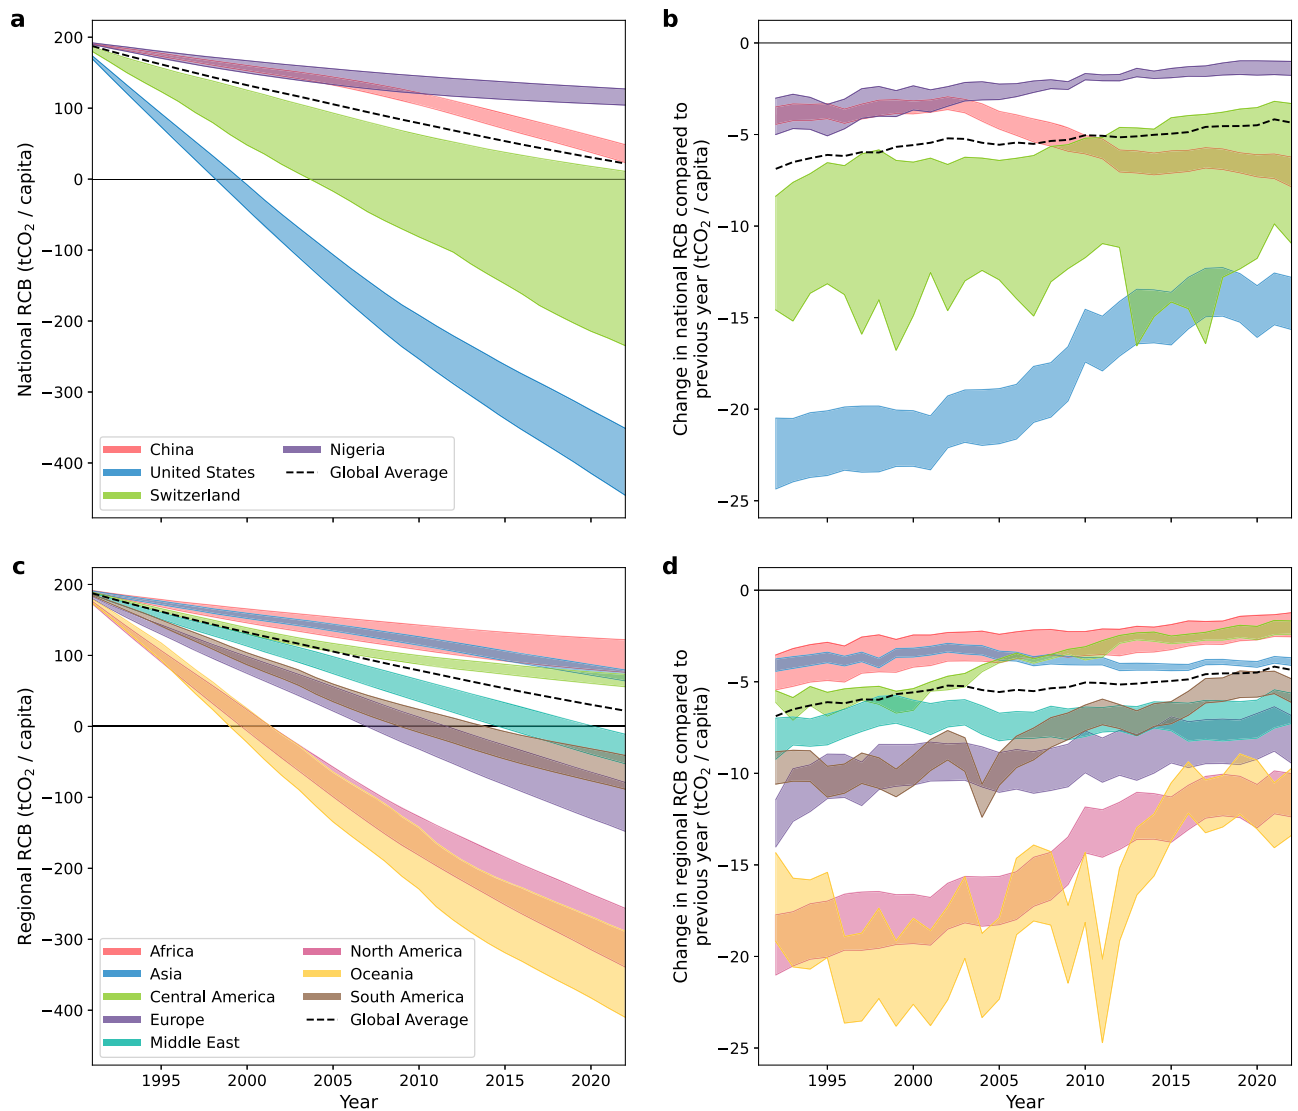 a
200
100
0
−100
−200
−300
−400
National RCB (tCO₂ / capita)
China
United States
Switzerland
Nigeria
Global Average
b
0
−5
−10
−15
−20
−25
Change in national RCB compared to
previous year (tCO₂ / capita)
c
200
100
0
−100
−200
−300
−400
Regional RCB (tCO₂ / capita)
Africa
Asia
Central America
Europe
Middle East
North America
Oceania
South America
Global Average
1995
2000
2005
2010
2015
2020
Year
d
0
−5
−10
−15
−20
−25
Change in regional RCB compared to
previous year (tCO₂ / capita)
1995
2000
2005
2010
2015
2020
Year